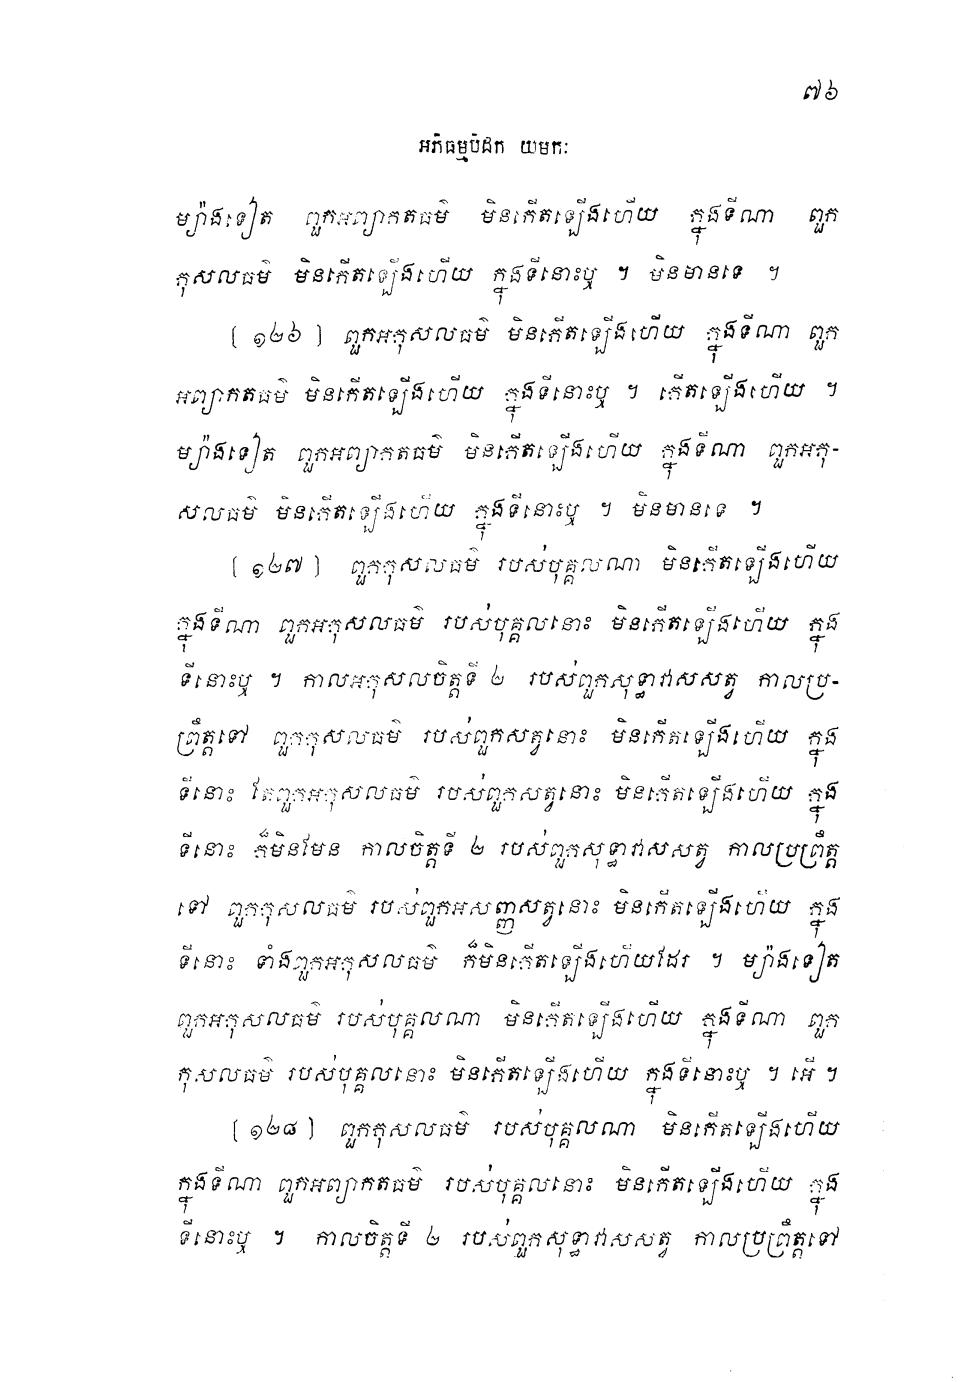 ៧៦
អភិធម្មបិដក យមកៈ
ម្យ៉ាងទៀត ពួកអព្យាកតធម៌ មិនកើតឡើងហើយ ក្នុងទីណា ពួក
កុសលធម៌ មិនកើតឡើងហើយ ក្នុងទីនោះឬ ។ មិនមានទេ ។
[ ១២៦ ] ពួកអកុសលធម៌ មិនកើតឡើងហើយ ក្នុងទីណា ពួក
អព្យាកតធម៌ មិនកើតឡើងហើយ ក្នុងទីនោះឬ ។ កើតឡើងហើយ ។
ម្យ៉ាងទៀត ពួកអព្យាកតធម៌ មិនកើតឡើងហើយ ក្នុងទីណា ពួកអកុ-
សលធម៌ មិនកើតឡើងហើយ ក្នុងទីនោះឬ ។ មិនមានទេ ។
[ ១២៧ ] ពួកកុសលធម៌ របស់បុគ្គលណា មិនកើតឡើងហើយ
ក្នុងទីណា ពួកអកុសលធម៌ របស់បុគ្គលនោះ មិនកើតឡើងហើយ ក្នុង
ទីនោះឬ ។ កាលអកុសលចិត្តទី ២ របស់ពួកសុទ្ធាវាសសត្វ កាលប្រ-
ព្រឹត្តទៅ ពួកកុសលធម៌ របស់ពួកសត្វនោះ មិនកើតឡើងហើយ ក្នុង
ទីនោះ តែពួកអកុសលធម៌ របស់ពួកសត្វនោះ មិនកើតឡើងហើយ ក្នុង
ទីនោះ ក៏មិនមែន កាលចិត្តទី ២ របស់ពួកសុទ្ធាវាសសត្វ កាលប្រព្រឹត្ត
ទៅ ពួកកុសលធម៌ របស់ពួកអសញ្ញសត្វនោះ មិនកើតឡើងហើយ ក្នុង
ទីនោះ ទាំងពួកអកុសលធម៌ ក៏មិនកើតឡើងហើយដែរ ។ ម្យ៉ាងទៀត
ពួកអកុសលធម៌ របស់បុគ្គលណា មិនកើតឡើងហើយ ក្នុងទីណា ពួក
កុសលធម៌ របស់បុគ្គលនោះ មិនកើតឡើងហើយ ក្នុងទីនោះឬ ។ អើ ។
[ ១២៨ ] ពួកកុសលធម៌ របស់បុគ្គលណា មិនកើតឡើងហើយ
ក្នុងទីណា ពួកអព្យាកតធម៌ របស់បុគ្គលនោះ មិនកើតឡើងហើយ ក្នុង
ទីនោះឬ ។ កាលចិត្តទី ២ របស់ពួកសុទ្ធាវាសសត្វ កាលប្រព្រឹត្តទៅ